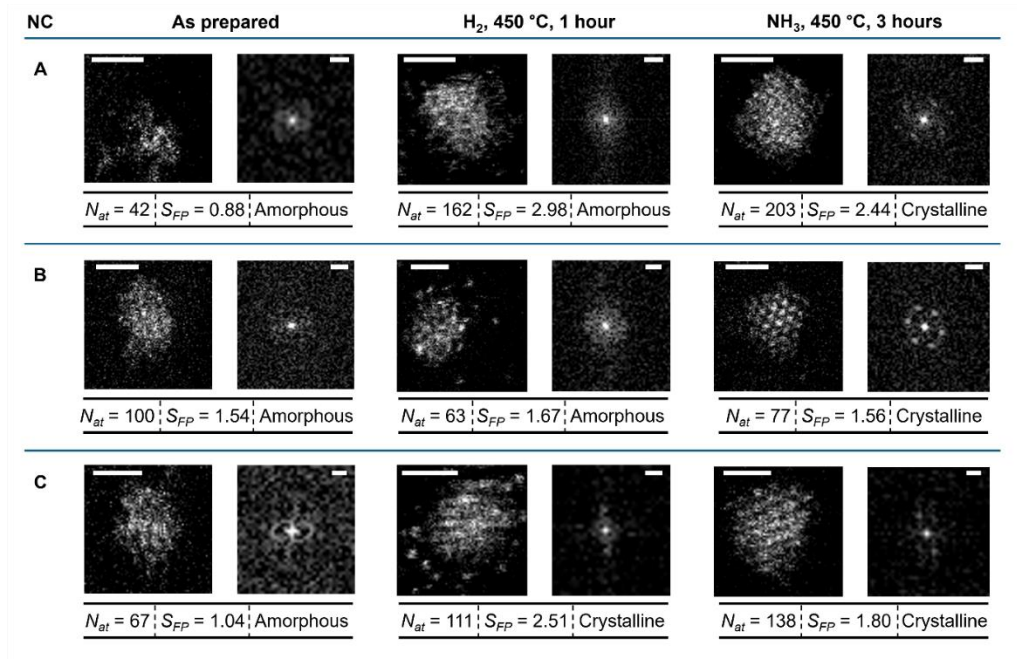 NC As prepared H₂, 450 °C, 1 hour NH₃, 450 °C, 3 hours
A
Nat = 42 SFP = 0.88 Amorphous
Nat = 162 SFP = 2.98 Amorphous
Nat = 203 SFP = 2.44 Crystalline
B
Nat = 100 SFP = 1.54 Amorphous
Nat = 63 SFP = 1.67 Amorphous
Nat = 77 SFP = 1.56 Crystalline
C
Nat = 67 SFP = 1.04 Amorphous
Nat = 111 SFP = 2.51 Crystalline
Nat = 138 SFP = 1.80 Crystalline